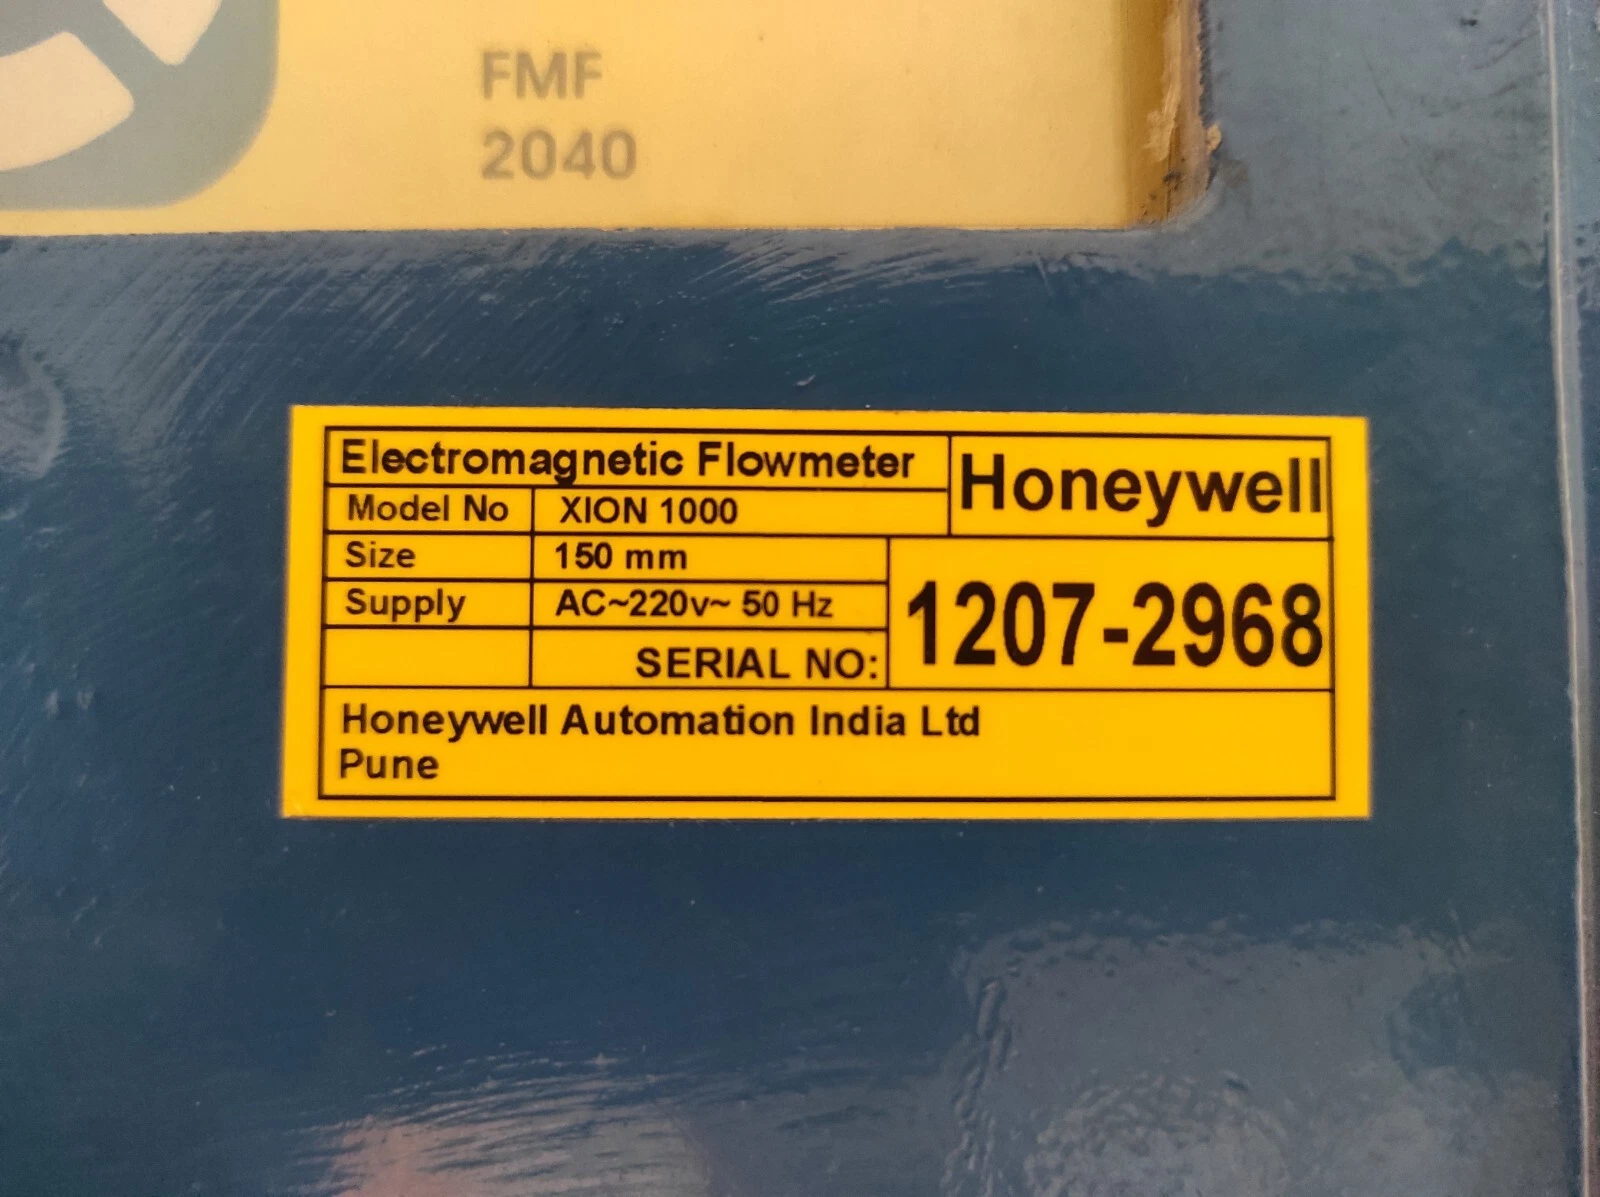 FMF
2040
Electromagnetic Flowmeter
Honeywell
Model No XION 1000
Size 150 mm
Supply AC~220v~ 50 Hz
SERIAL NO: 1207-2968
Honeywell Automation India Ltd
Pune